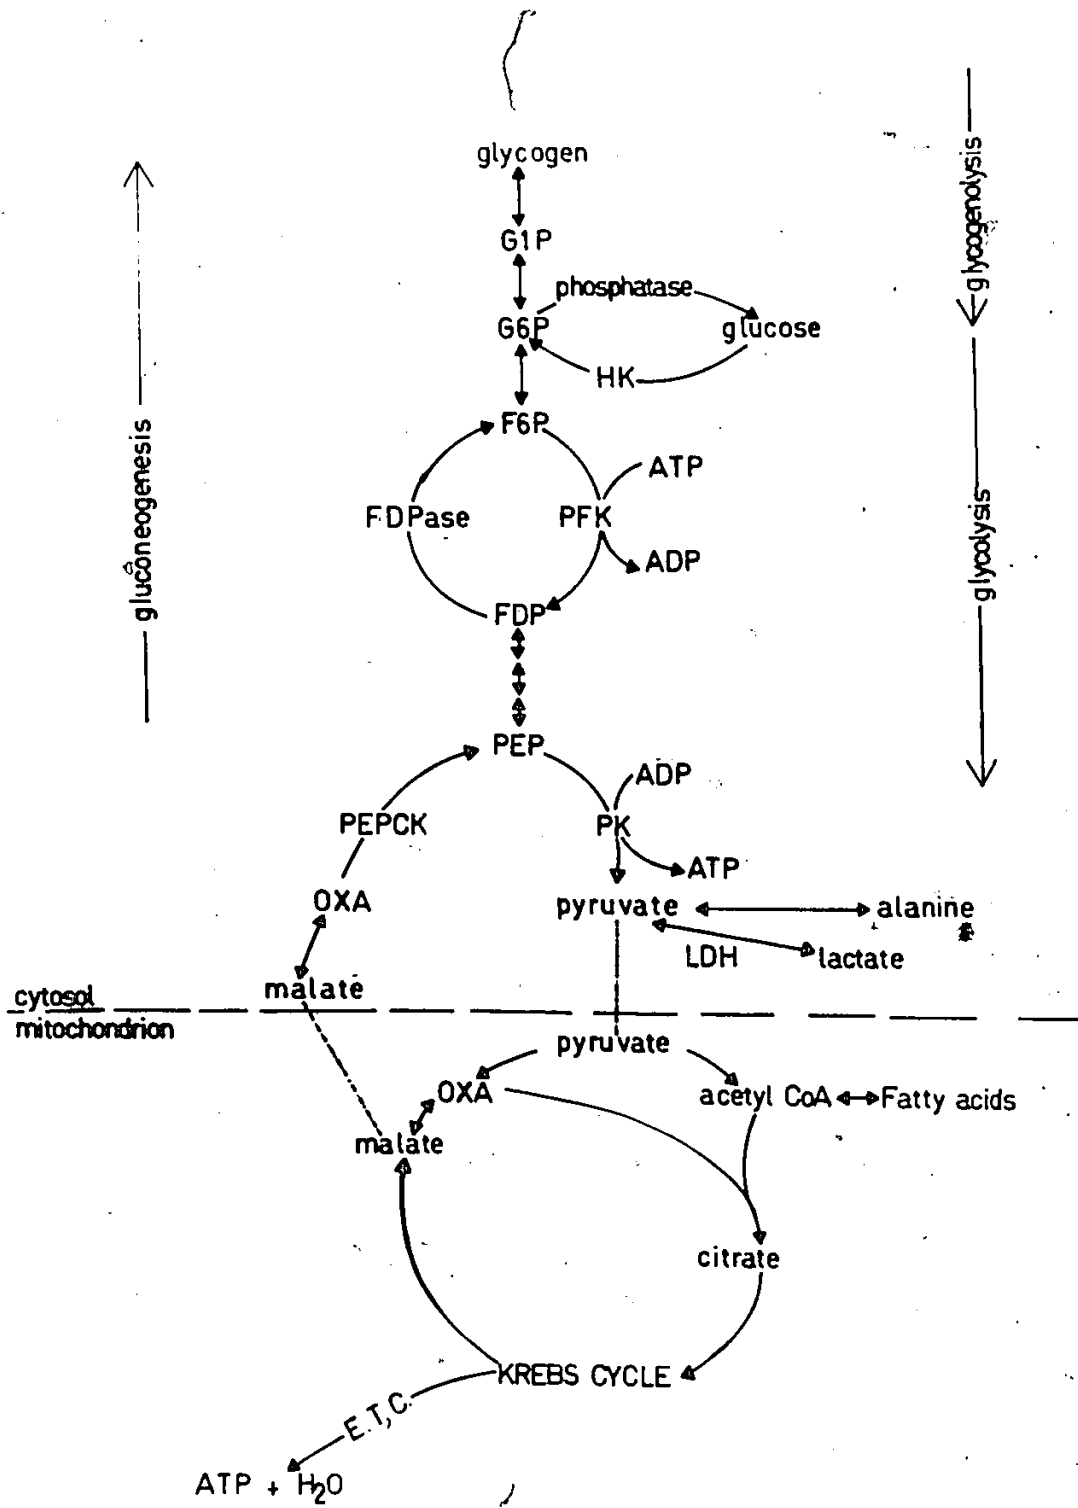 glycogen
G1P
phosphatase
G6P
glucose
HK
F6P
ATP
FDPase
PFK
ADP
FDP
PEP
ADP
PEPCK
PK
ATP
OXA
pyruvate
alanine
LDH
lactate
malate
cytosol
mitochondrion
pyruvate
OXA
acetyl CoA
Fatty acids
malate
citrate
KREBS CYCLE
E.T,C.
ATP + H2O
gluconeogenesis
glycogenolysis
glycolysis